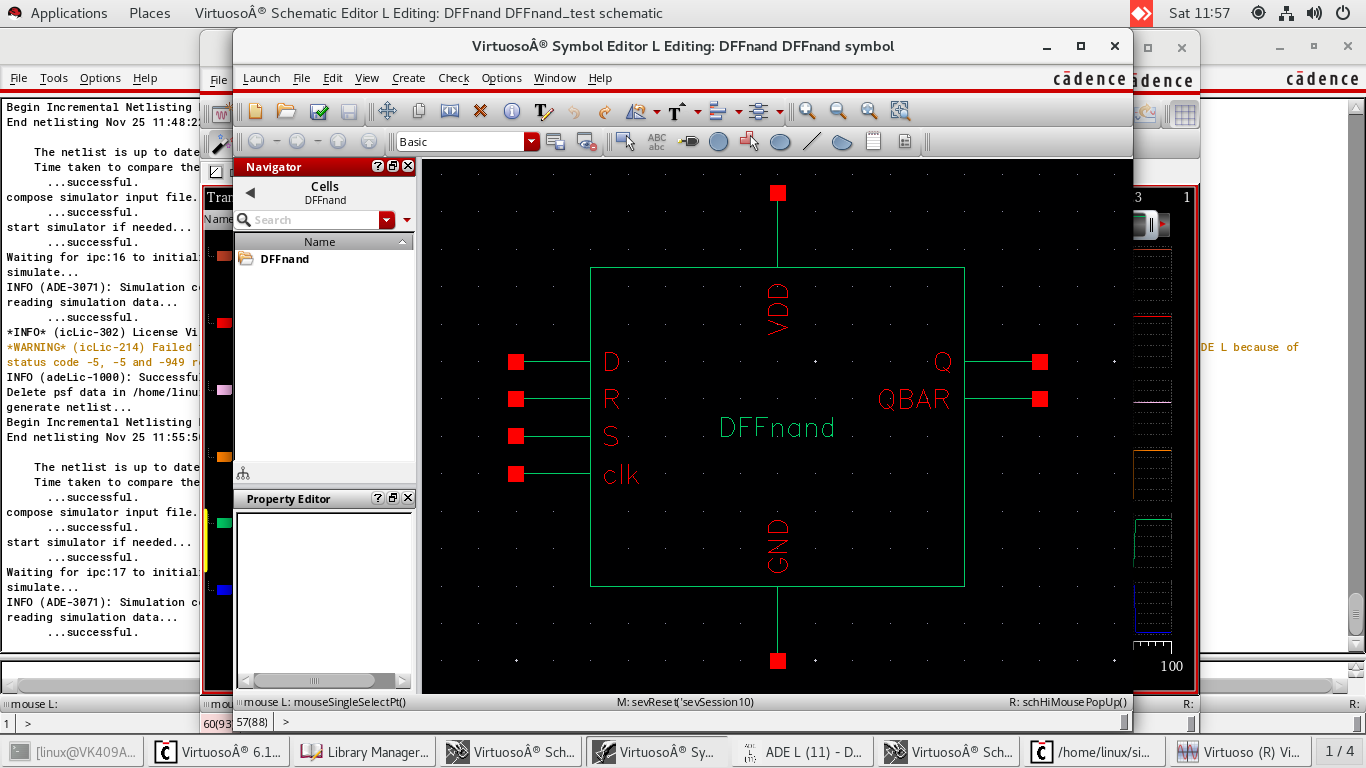 Applications Places VirtuosoÂ® Schematic Editor L Editing: DFFnand DFFnand_test schematic Sat 11:57
VirtuosoÂ® Symbol Editor L Editing: DFFnand DFFnand symbol
File Tools Options Help
File
Launch File Edit View Create Check Options Window Help cādence
cādence
Basic
ABC
abc
Begin Incremental Netlisting
End netlisting Nov 25 11:48:2
The netlist is up to date
Time taken to compare the
...successful.
compose simulator input file.
...successful.
start simulator if needed...
...successful.
Waiting for ipc:16 to initial
simulate...
INFO (ADE-3071): Simulation c
reading simulation data...
...successful.
*INFO* (icLic-302) License Vi
*WARNING* (icLic-214) Failed
DE L because of
status code -5, -5 and -949
INFO (adeLic-1000): Successfu
Delete psf data in /home/linu
generate netlist...
Begin Incremental Netlisting
End netlisting Nov 25 11:55:5
The netlist is up to date
Time taken to compare the
...successful.
compose simulator input file.
...successful.
start simulator if needed...
...successful.
Waiting for ipc:17 to initial
simulate...
INFO (ADE-3071): Simulation c
reading simulation data...
...successful.
Tran
Name
Navigator
Cells
DFFnand
Search
Name
DFFnand
Property Editor
VDD
D
R
S
clk
Q
QBAR
DFFnand
GND
3 1
100
mouse L:
mouse L: mouseSingleSelectPt() M: sevReset('sevSession10) R: schHiMousePopUp()
R:
R:
1 >
60(93
57(88) >
[linux@VK409A... VirtuosoÂ® 6.1... Library Manager... VirtuosoÂ® Sch... VirtuosoÂ® Sy... ADE L (11) - D... VirtuosoÂ® Sch... /home/linux/si... Virtuoso (R) Vi... 1 / 4